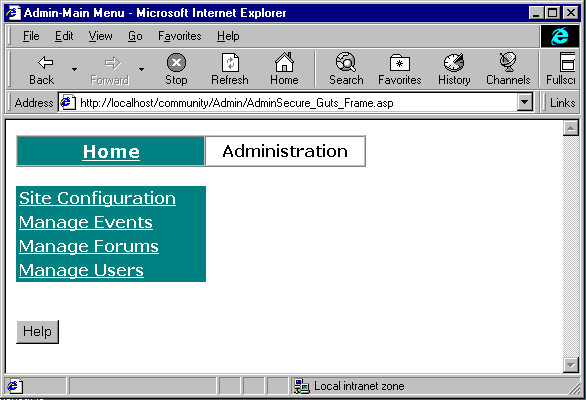 Admin-Main Menu - Microsoft Internet Explorer
File Edit View Go Favorites Help
Back Forward Stop Refresh Home Search Favorites History Channels Fullscr
Address http://localhost/community/Admin/AdminSecure_Guts_Frame.asp Links
Home Administration
Site Configuration
Manage Events
Manage Forums
Manage Users
Help
Local intranet zone